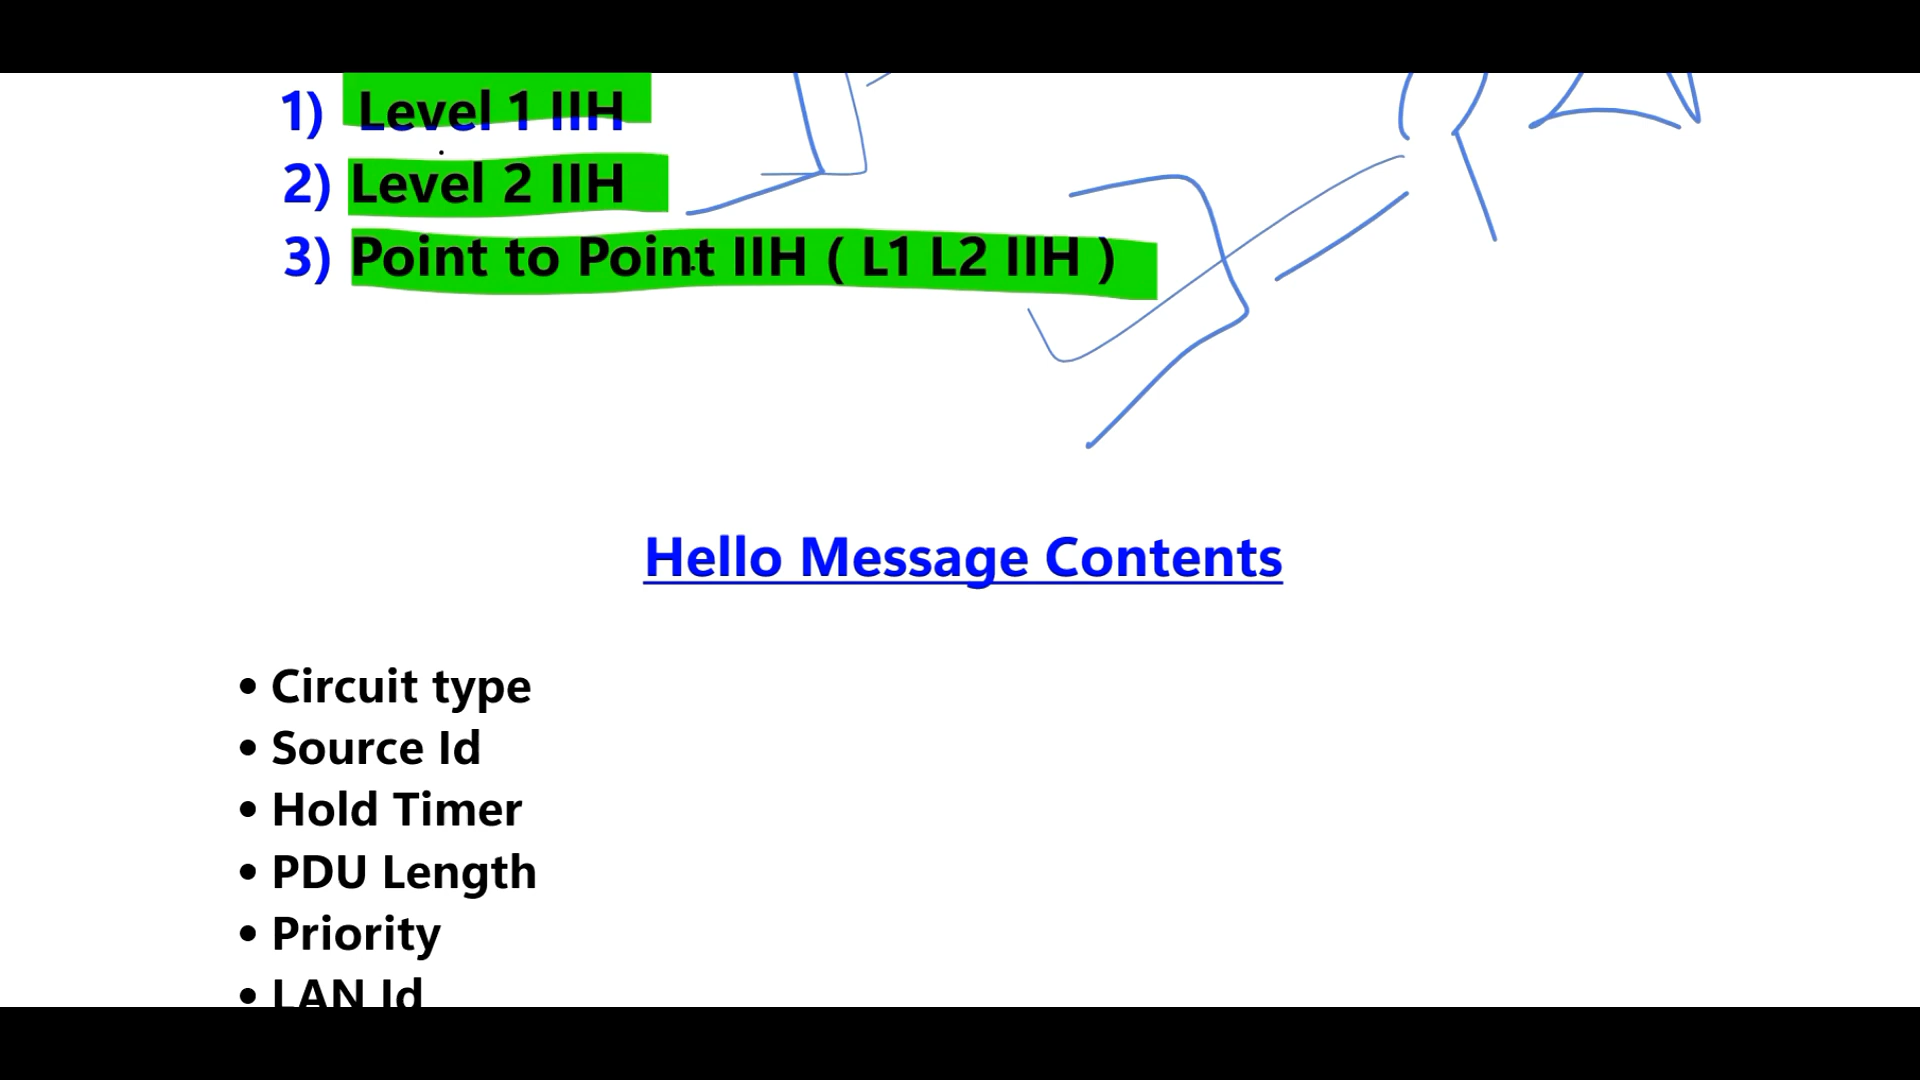 1) Level 1 IIH
2) Level 2 IIH
3) Point to Point IIH ( L1 L2 IIH )
Hello Message Contents
• Circuit type
• Source Id
• Hold Timer
• PDU Length
• Priority
• LAN Id